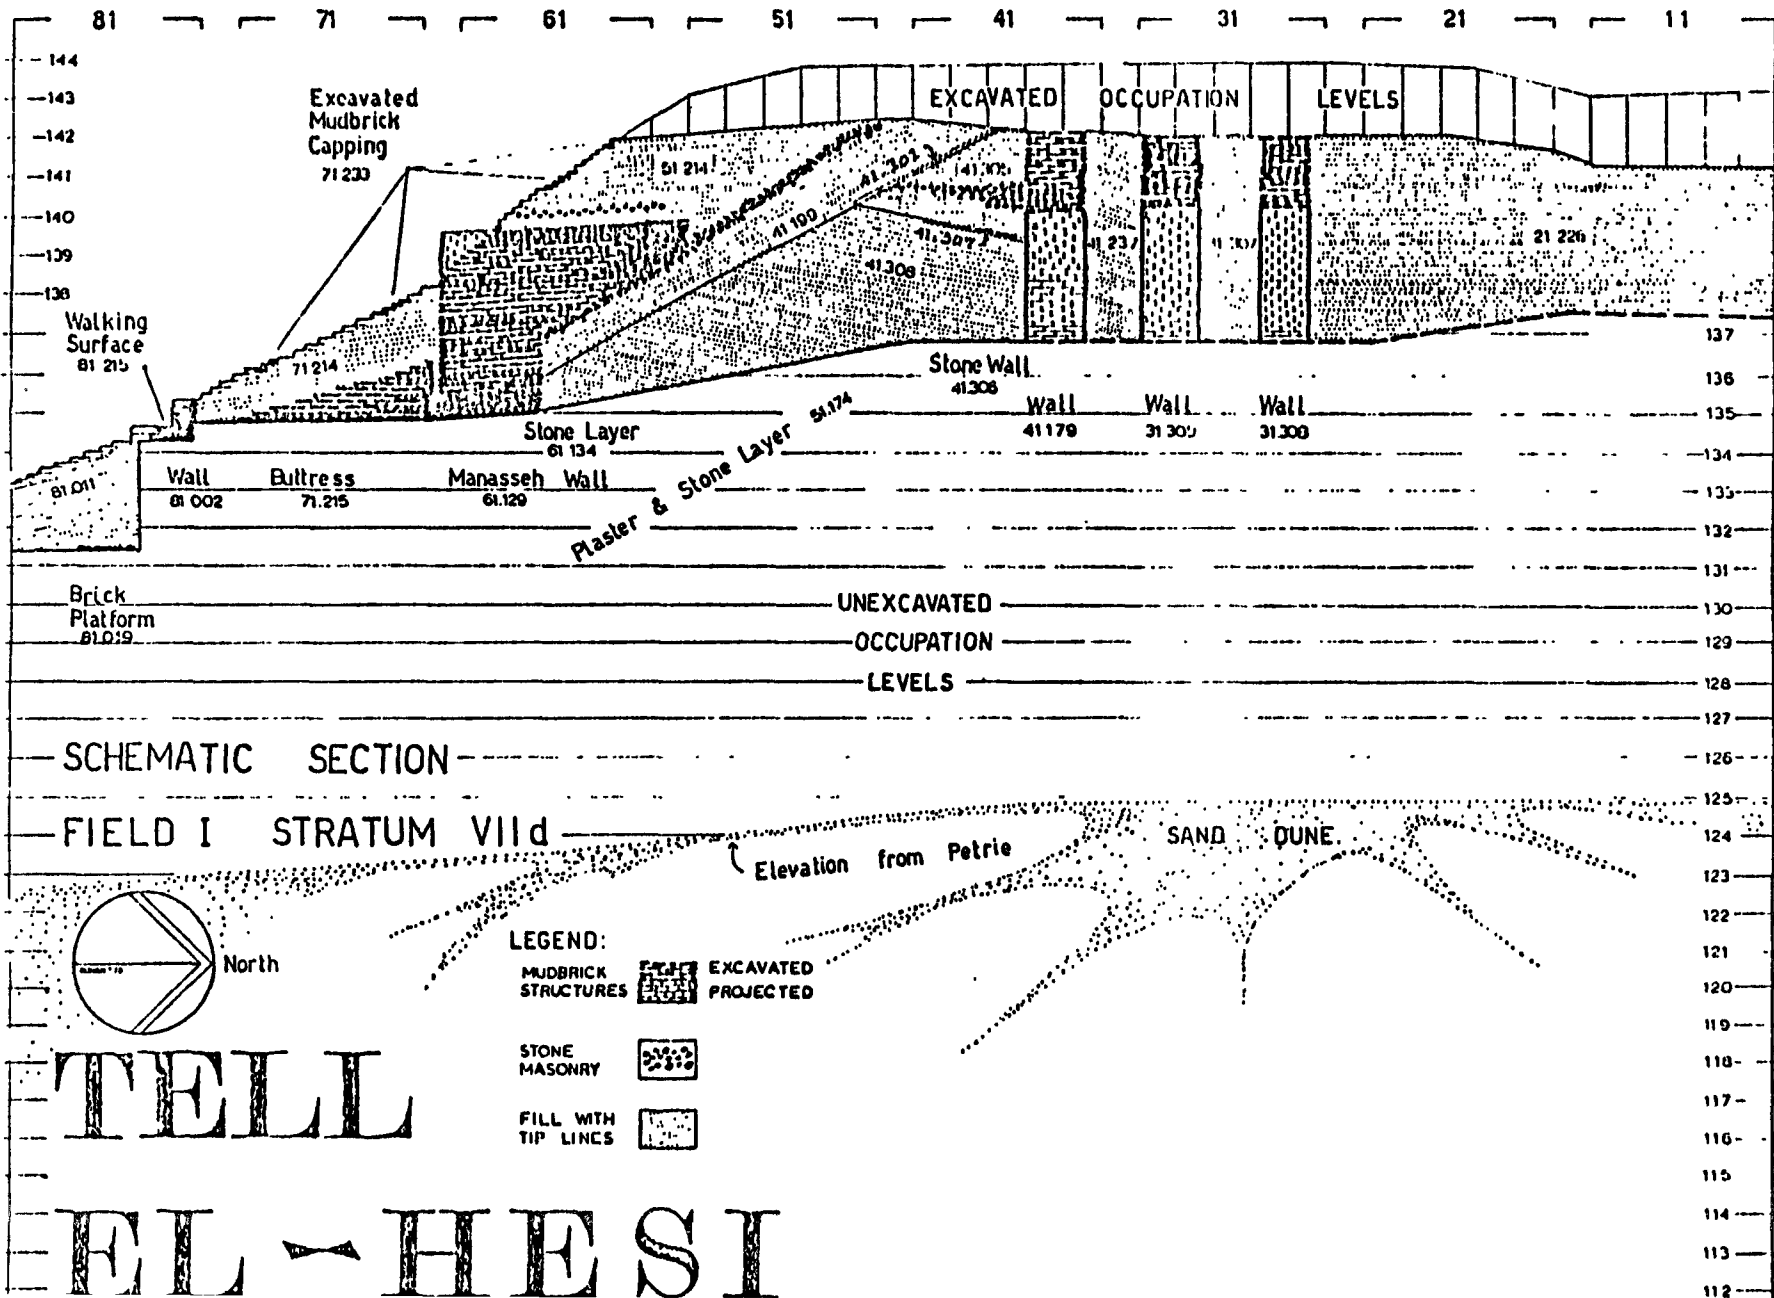 81 71 61 51 41 31 21 11
144
143
142
141
140
139
138
Excavated
Mudbrick
Capping
71 233
EXCAVATED OCCUPATION LEVELS
51 214
41.302
41 190
41.307
41.308
41 237
21 226
Walking
Surface
81 215
71 214
81.011
Stone Wall
41.306
Wall
41 179
Wall
Wall
31.308
Stone Layer
61 134
Plaster & Stone Layer 51.174
Wall
81 002
Buttress
71.215
Manasseh Wall
61.129
Brick
Platform
81.019
UNEXCAVATED
OCCUPATION
LEVELS
137
136
135
134
133
132
131
130
129
128
127
126
125
124
123
122
121
120
119
118
117
116
115
114
113
112
SCHEMATIC SECTION
FIELD I STRATUM VIId
Elevation from Petrie
SAND DUNE
North
LEGEND:
MUDBRICK
STRUCTURES
EXCAVATED
PROJECTED
STONE
MASONRY
FILL WITH
TIP LINES
TELL
EL-HESI